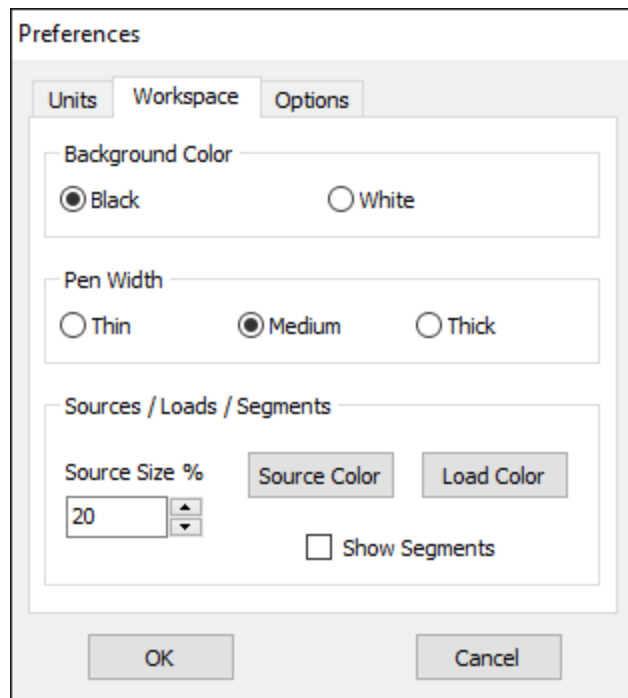 Preferences
Units Workspace Options
Background Color
Black White
Pen Width
Thin Medium Thick
Sources / Loads / Segments
Source Size % Source Color Load Color
20
Show Segments
OK Cancel